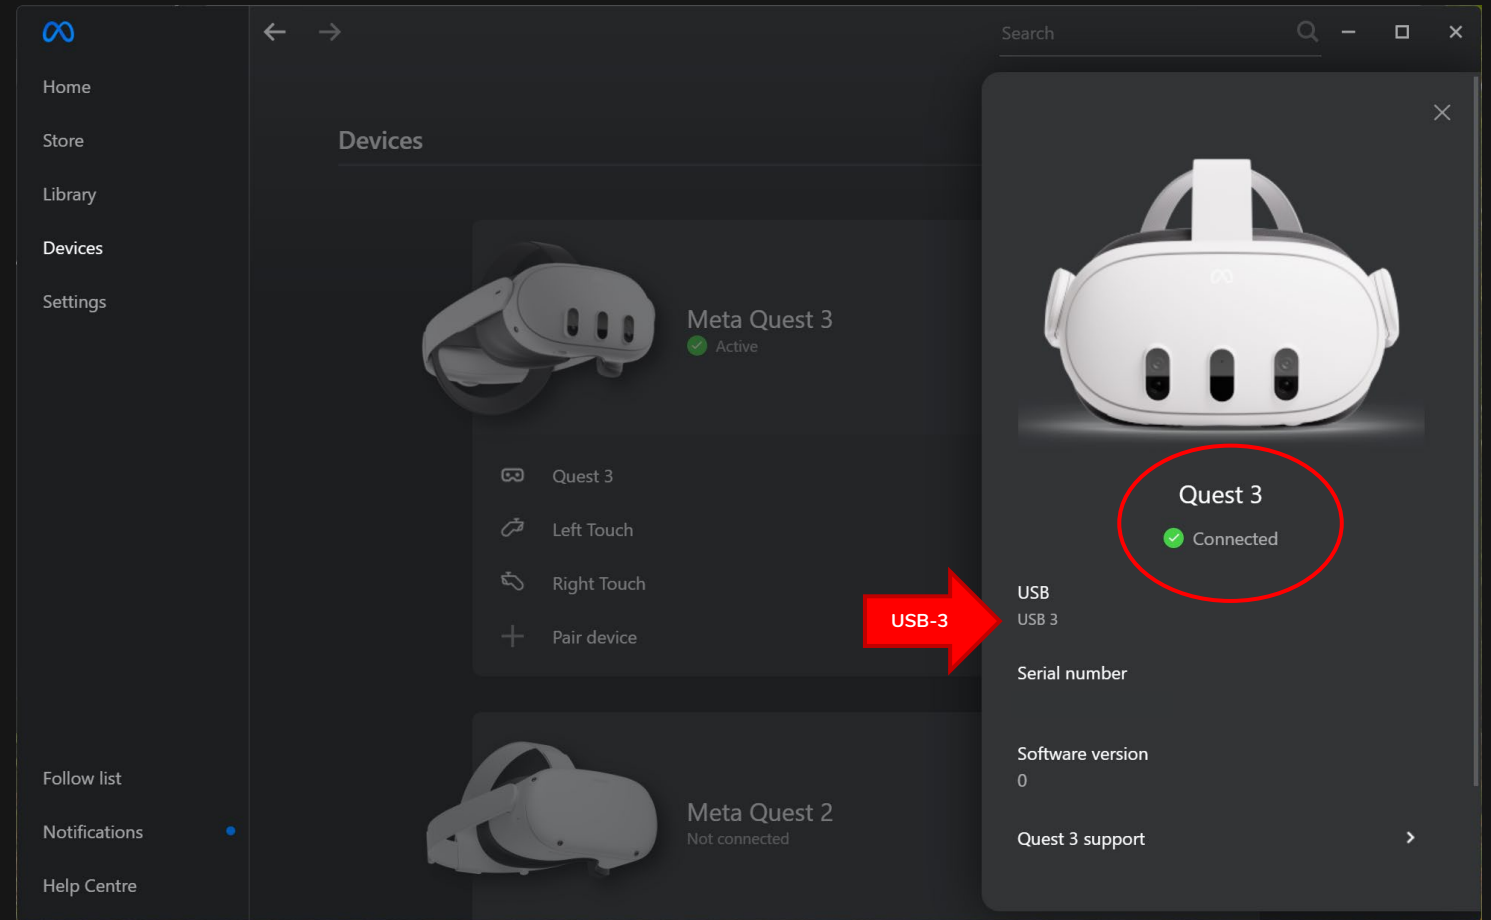 Search
Home
Store
Library
Devices
Settings
Follow list
Notifications
Help Centre
Devices
Meta Quest 3
Active
Quest 3
Left Touch
Right Touch
Pair device
Meta Quest 2
Not connected
Quest 3
Connected
USB
USB 3
USB-3
Serial number
Software version
0
Quest 3 support